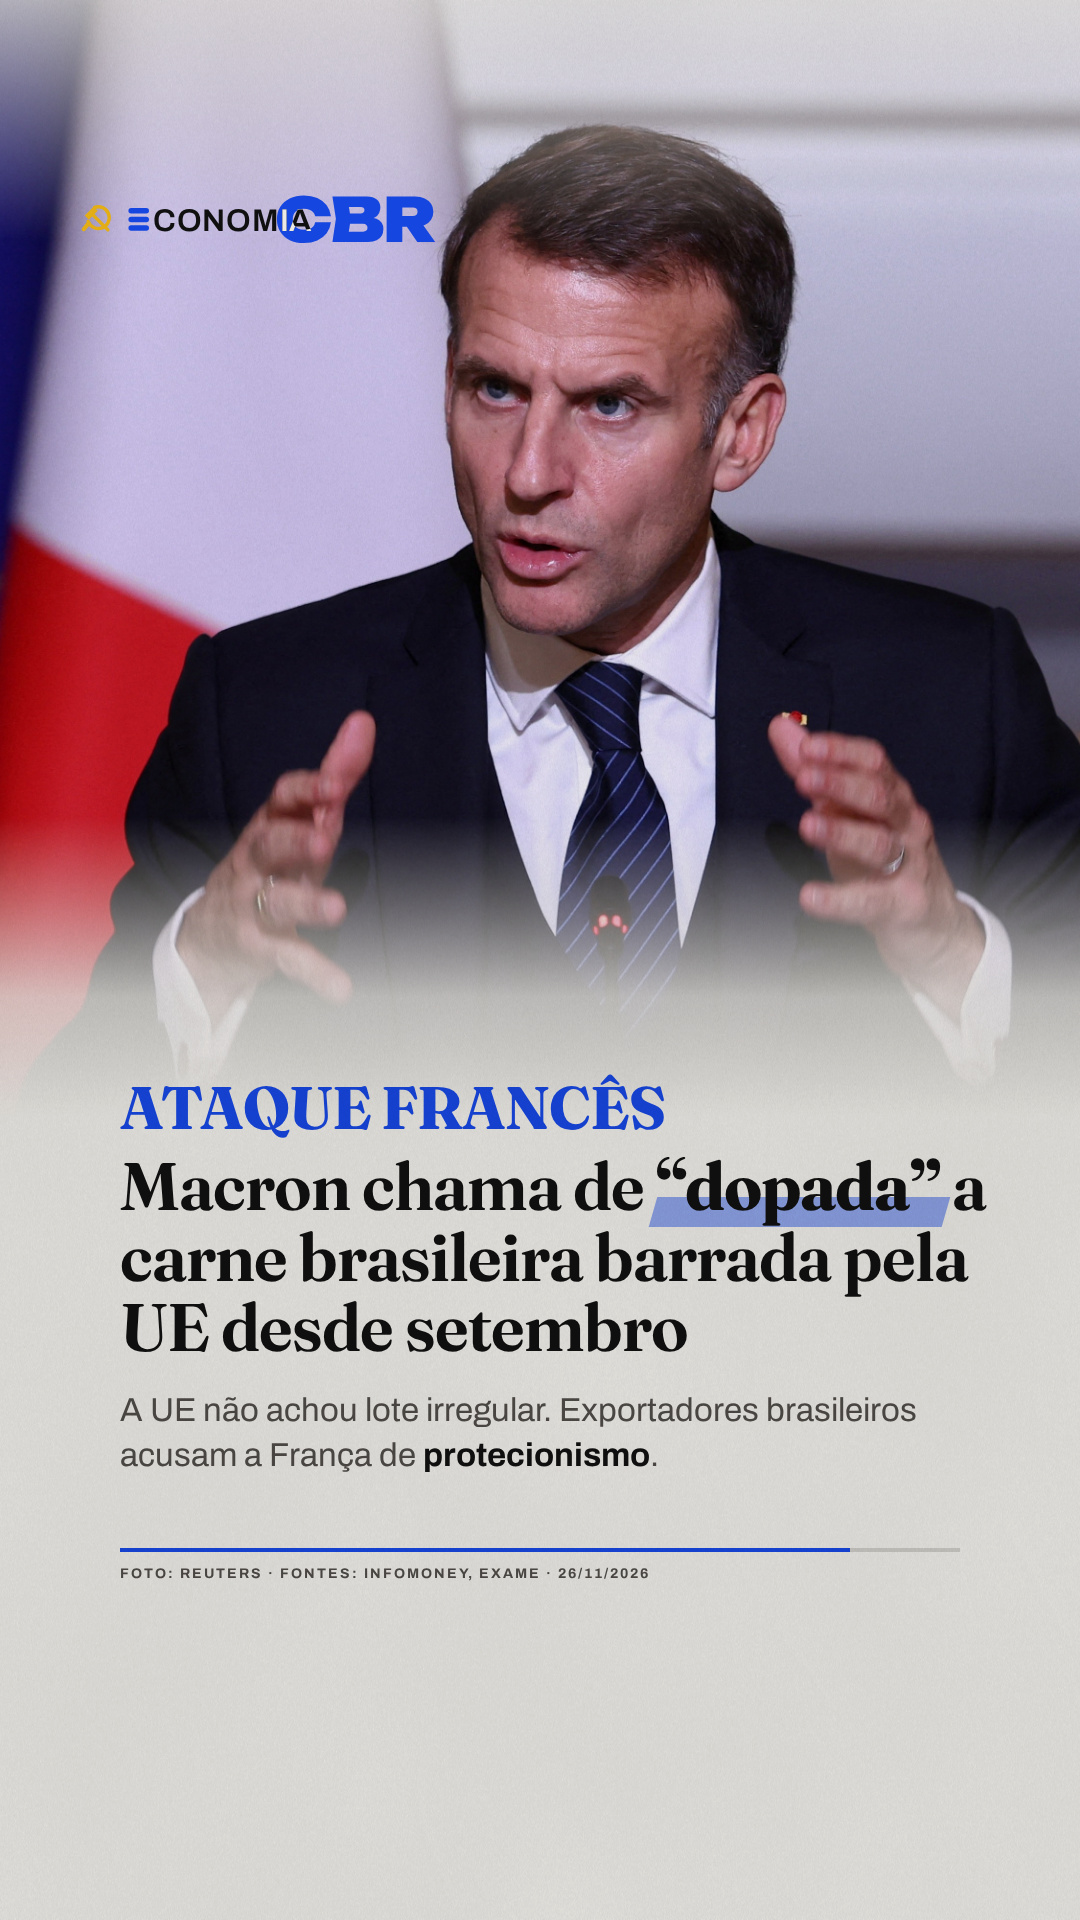 ECONOMIA CBR
ATAQUE FRANCÊS
Macron chama de “dopada” a
carne brasileira barrada pela
UE desde setembro
A UE não achou lote irregular. Exportadores brasileiros
acusam a França de protecionismo.
FOTO: REUTERS · FONTES: INFOMONEY, EXAME · 26/11/2026